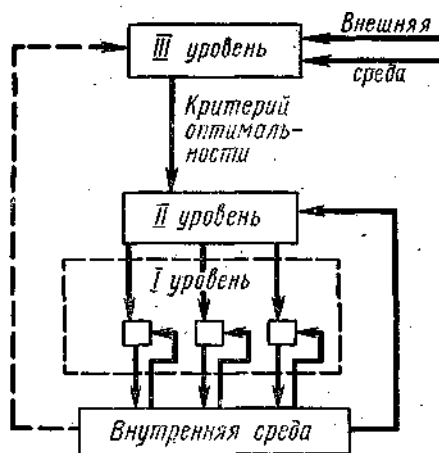 III уровень
Внешняя
среда
Критерий
оптималь-
ности
II уровень
I уровень
Внутренняя среда